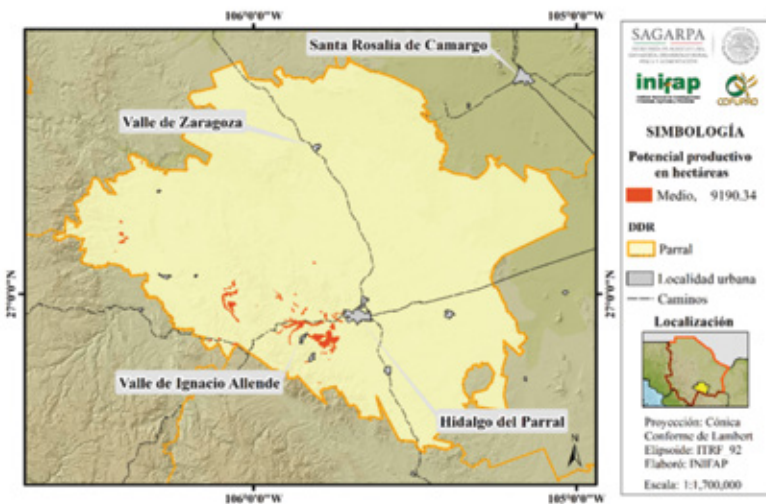 106°0'0"O
105°0'0"O
Santa Rosalía de Camargo
Valle de Zaragoza
27°0'0"N
27°0'0"N
Valle de Ignacio Allende
Hidalgo del Parral
N
106°0'0"O
105°0'0"O
SAGARPA
inifap
COFUPRO
SIMBOLOGÍA
Potencial productivo
en hectáreas
Medio, 9190.34
DDR
Parral
Localidad urbana
Caminos
Localización
Proyección: Cónica
Conforme de Lambert
Elipsoide: ITRF 92
Elaboró: INIFAP
Escala: 1:1,700,000